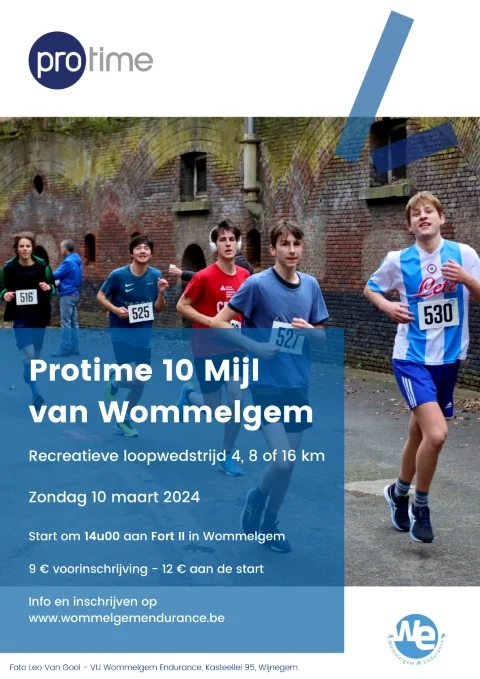 protime
516
525
527
530
Lete
Protime 10 Mijl
van Wommelgem
Recreatieve loopwedstrijd 4, 8 of 16 km
Zondag 10 maart 2024
Start om 14u00 aan Fort II in Wommelgem
9 € voorinschrijving - 12 € aan de start
Info en inschrijven op
www.wommelgemendurance.be
We
Wommelgem Endurance
Foto Leo Van Gool - VU Wommelgem Endurance, Kasteellei 95, Wijnegem